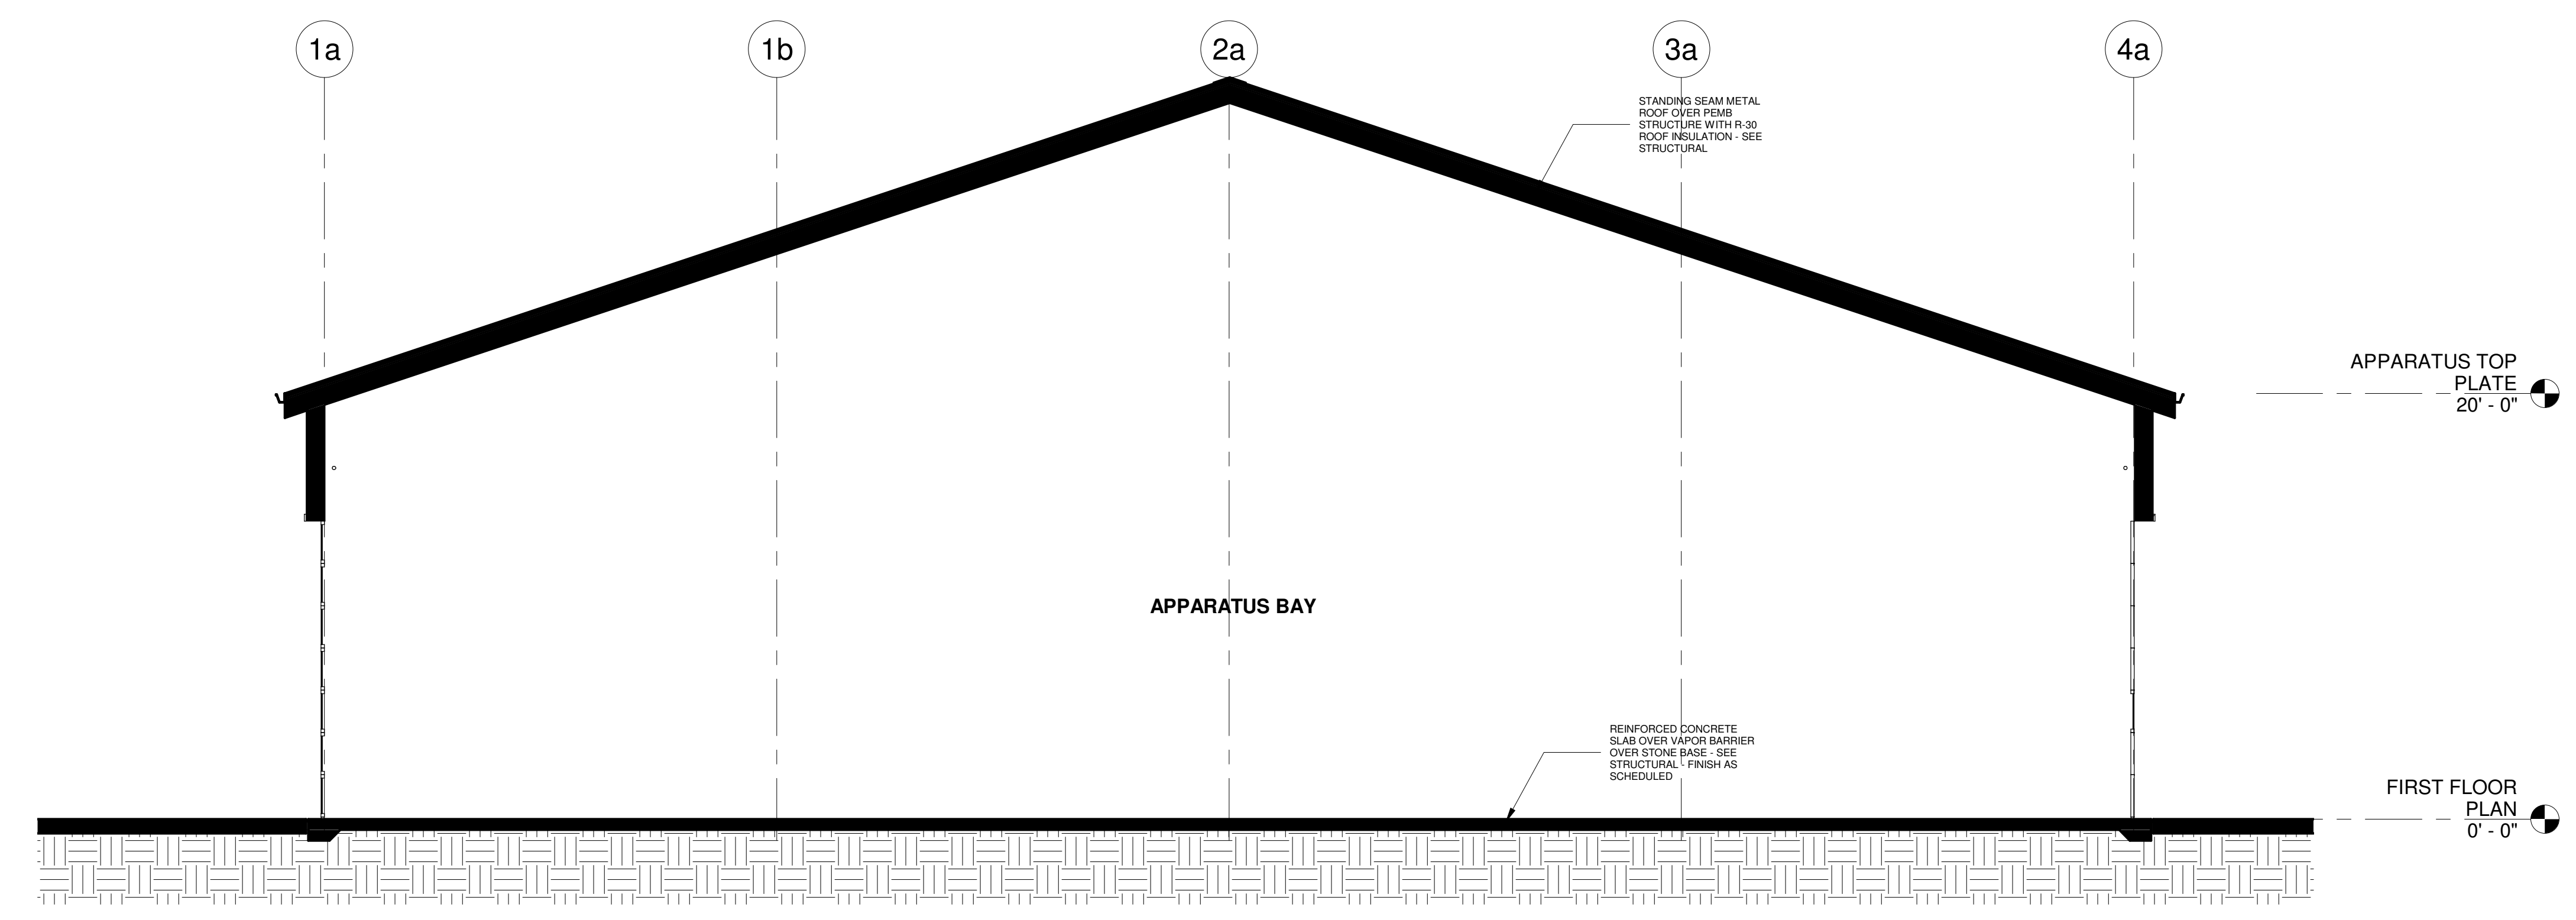 1a
1b
2a
3a
4a
STANDING SEAM METAL
ROOF OVER PEMB
STRUCTURE WITH R-30
ROOF INSULATION - SEE
STRUCTURAL
APPARATUS TOP
PLATE
20' - 0"
APPARATUS BAY
REINFORCED CONCRETE
SLAB OVER VAPOR BARRIER
OVER STONE BASE - SEE
STRUCTURAL - FINISH AS
SCHEDULED
FIRST FLOOR
PLAN
0' - 0"